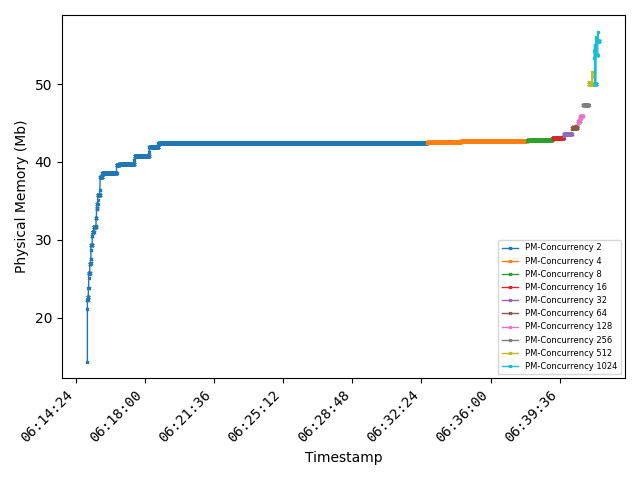 Physical Memory (Mb)
50
40
30
20
PM-Concurrency 2
PM-Concurrency 4
PM-Concurrency 8
PM-Concurrency 16
PM-Concurrency 32
PM-Concurrency 64
PM-Concurrency 128
PM-Concurrency 256
PM-Concurrency 512
PM-Concurrency 1024
06:14:24
06:18:00
06:21:36
06:25:12
06:28:48
06:32:24
06:36:00
06:39:36
Timestamp